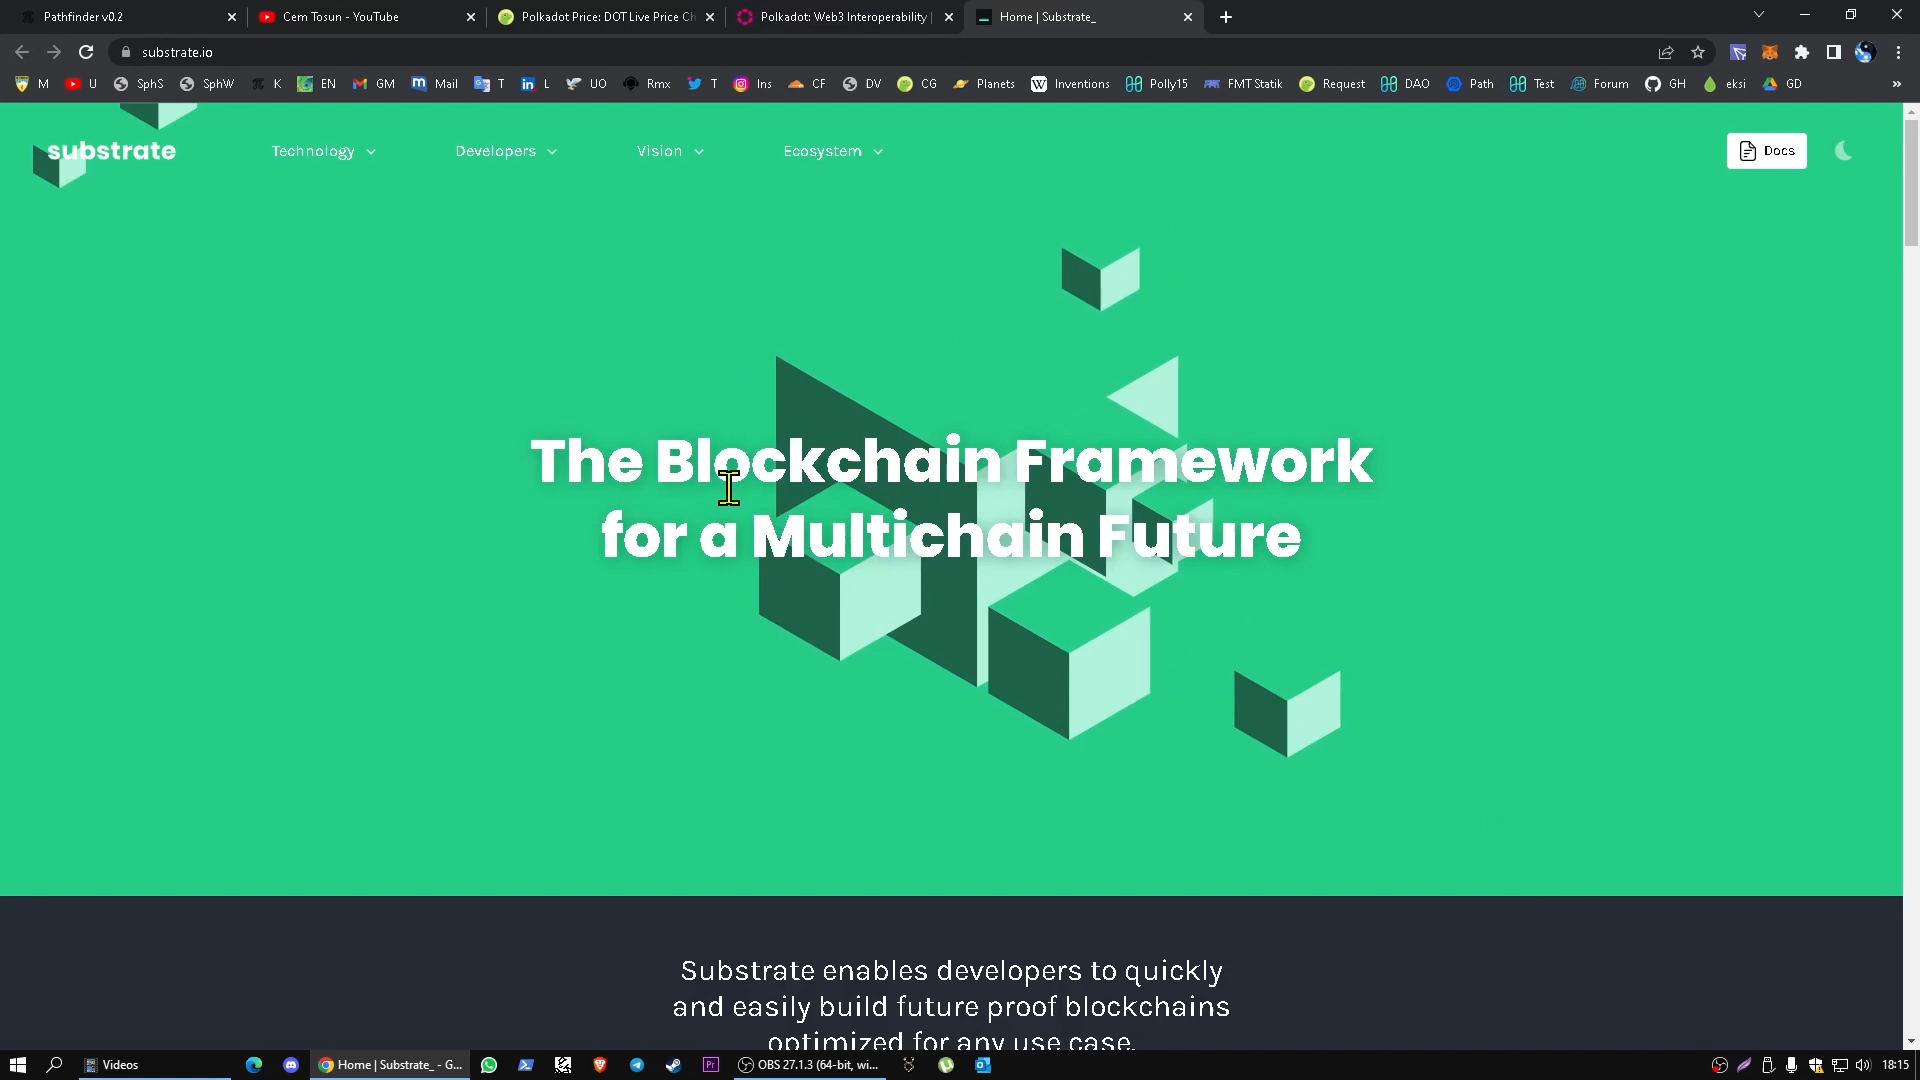 Pathfinder v0.2
Cem Tosun - YouTube
Polkadot Price: DOT Live Price Ch
Polkadot: Web3 Interoperability |
Home | Substrate_
substrate.io
M
U
SphS
SphW
K
EN
GM
Mail
T
L
UO
Rmx
T
Ins
CF
DV
CG
Planets
Inventions
Polly15
FMT Statik
Request
DAO
Path
Test
Forum
GH
eksi
GD
»
substrate
Technology
Developers
Vision
Ecosystem
Docs
The Blockchain Framework
for a Multichain Future
Substrate enables developers to quickly
and easily build future proof blockchains
optimized for any use case.
Videos
Home | Substrate_ - G...
OBS 27.1.3 (64-bit, wi...
18:15